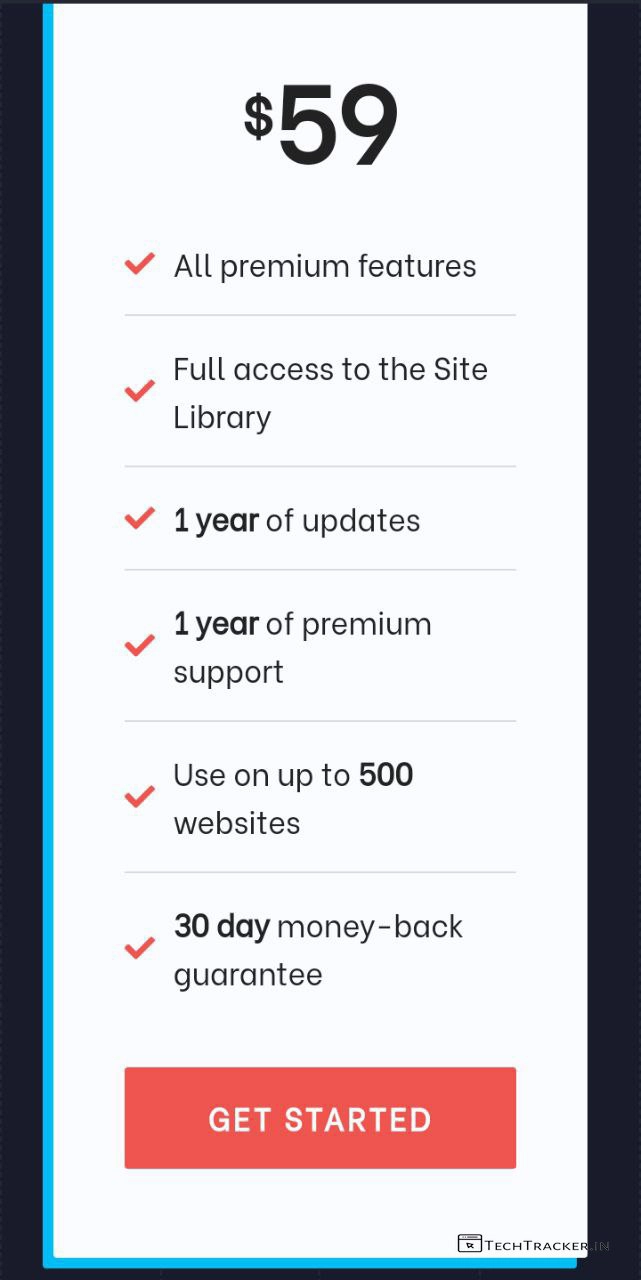 $59
All premium features
Full access to the Site
Library
1 year of updates
1 year of premium
support
Use on up to 500
websites
30 day money-back
guarantee
GET STARTED
TECHTRACKER.IN